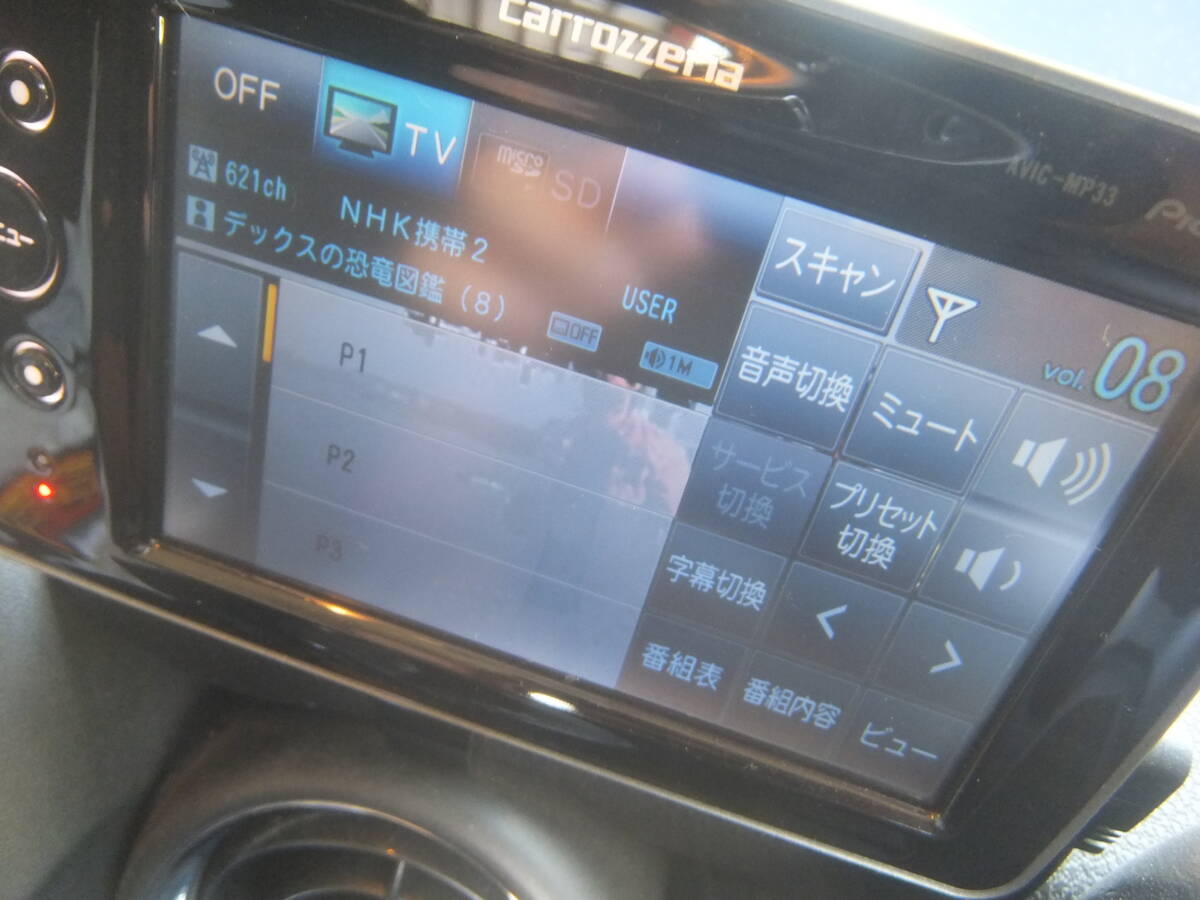 carrozzeria
AVIC-MP33
OFF
TV
micro
SD
621ch
NHK携帯2
デックスの恐竜図鑑 (8)
USER
OFF
1M
P1
P2
P3
スキャン
vol. 08
音声切換
ミュート
サービス
切換
プリセット
切換
字幕切換
<
>
番組表
番組内容
ビュー